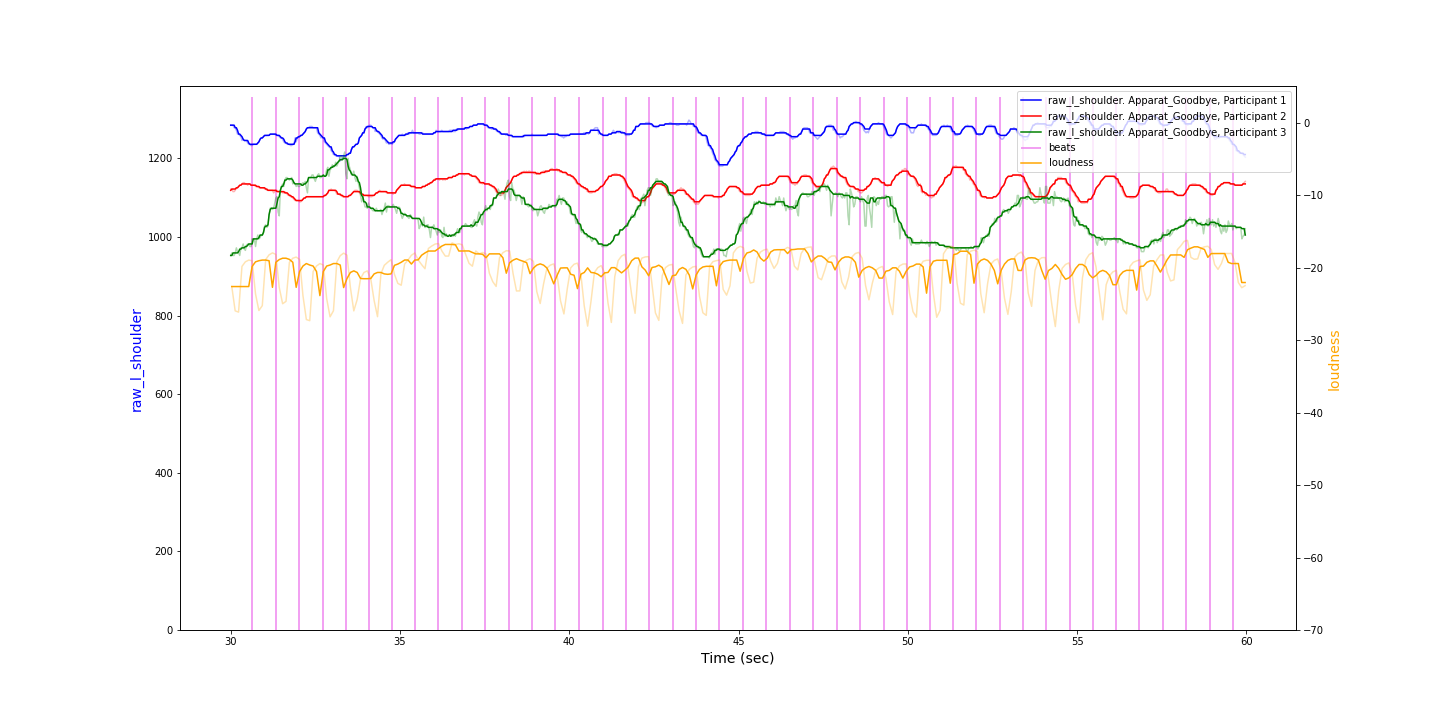 raw_l_shoulder. Apparat_Goodbye, Participant 1
raw_l_shoulder. Apparat_Goodbye, Participant 2
raw_l_shoulder. Apparat_Goodbye, Participant 3
beats
loudness
1200
1000
800
600
400
200
0
raw_l_shoulder
0
−10
−20
−30
−40
−50
−60
−70
loudness
30
35
40
45
50
55
60
Time (sec)